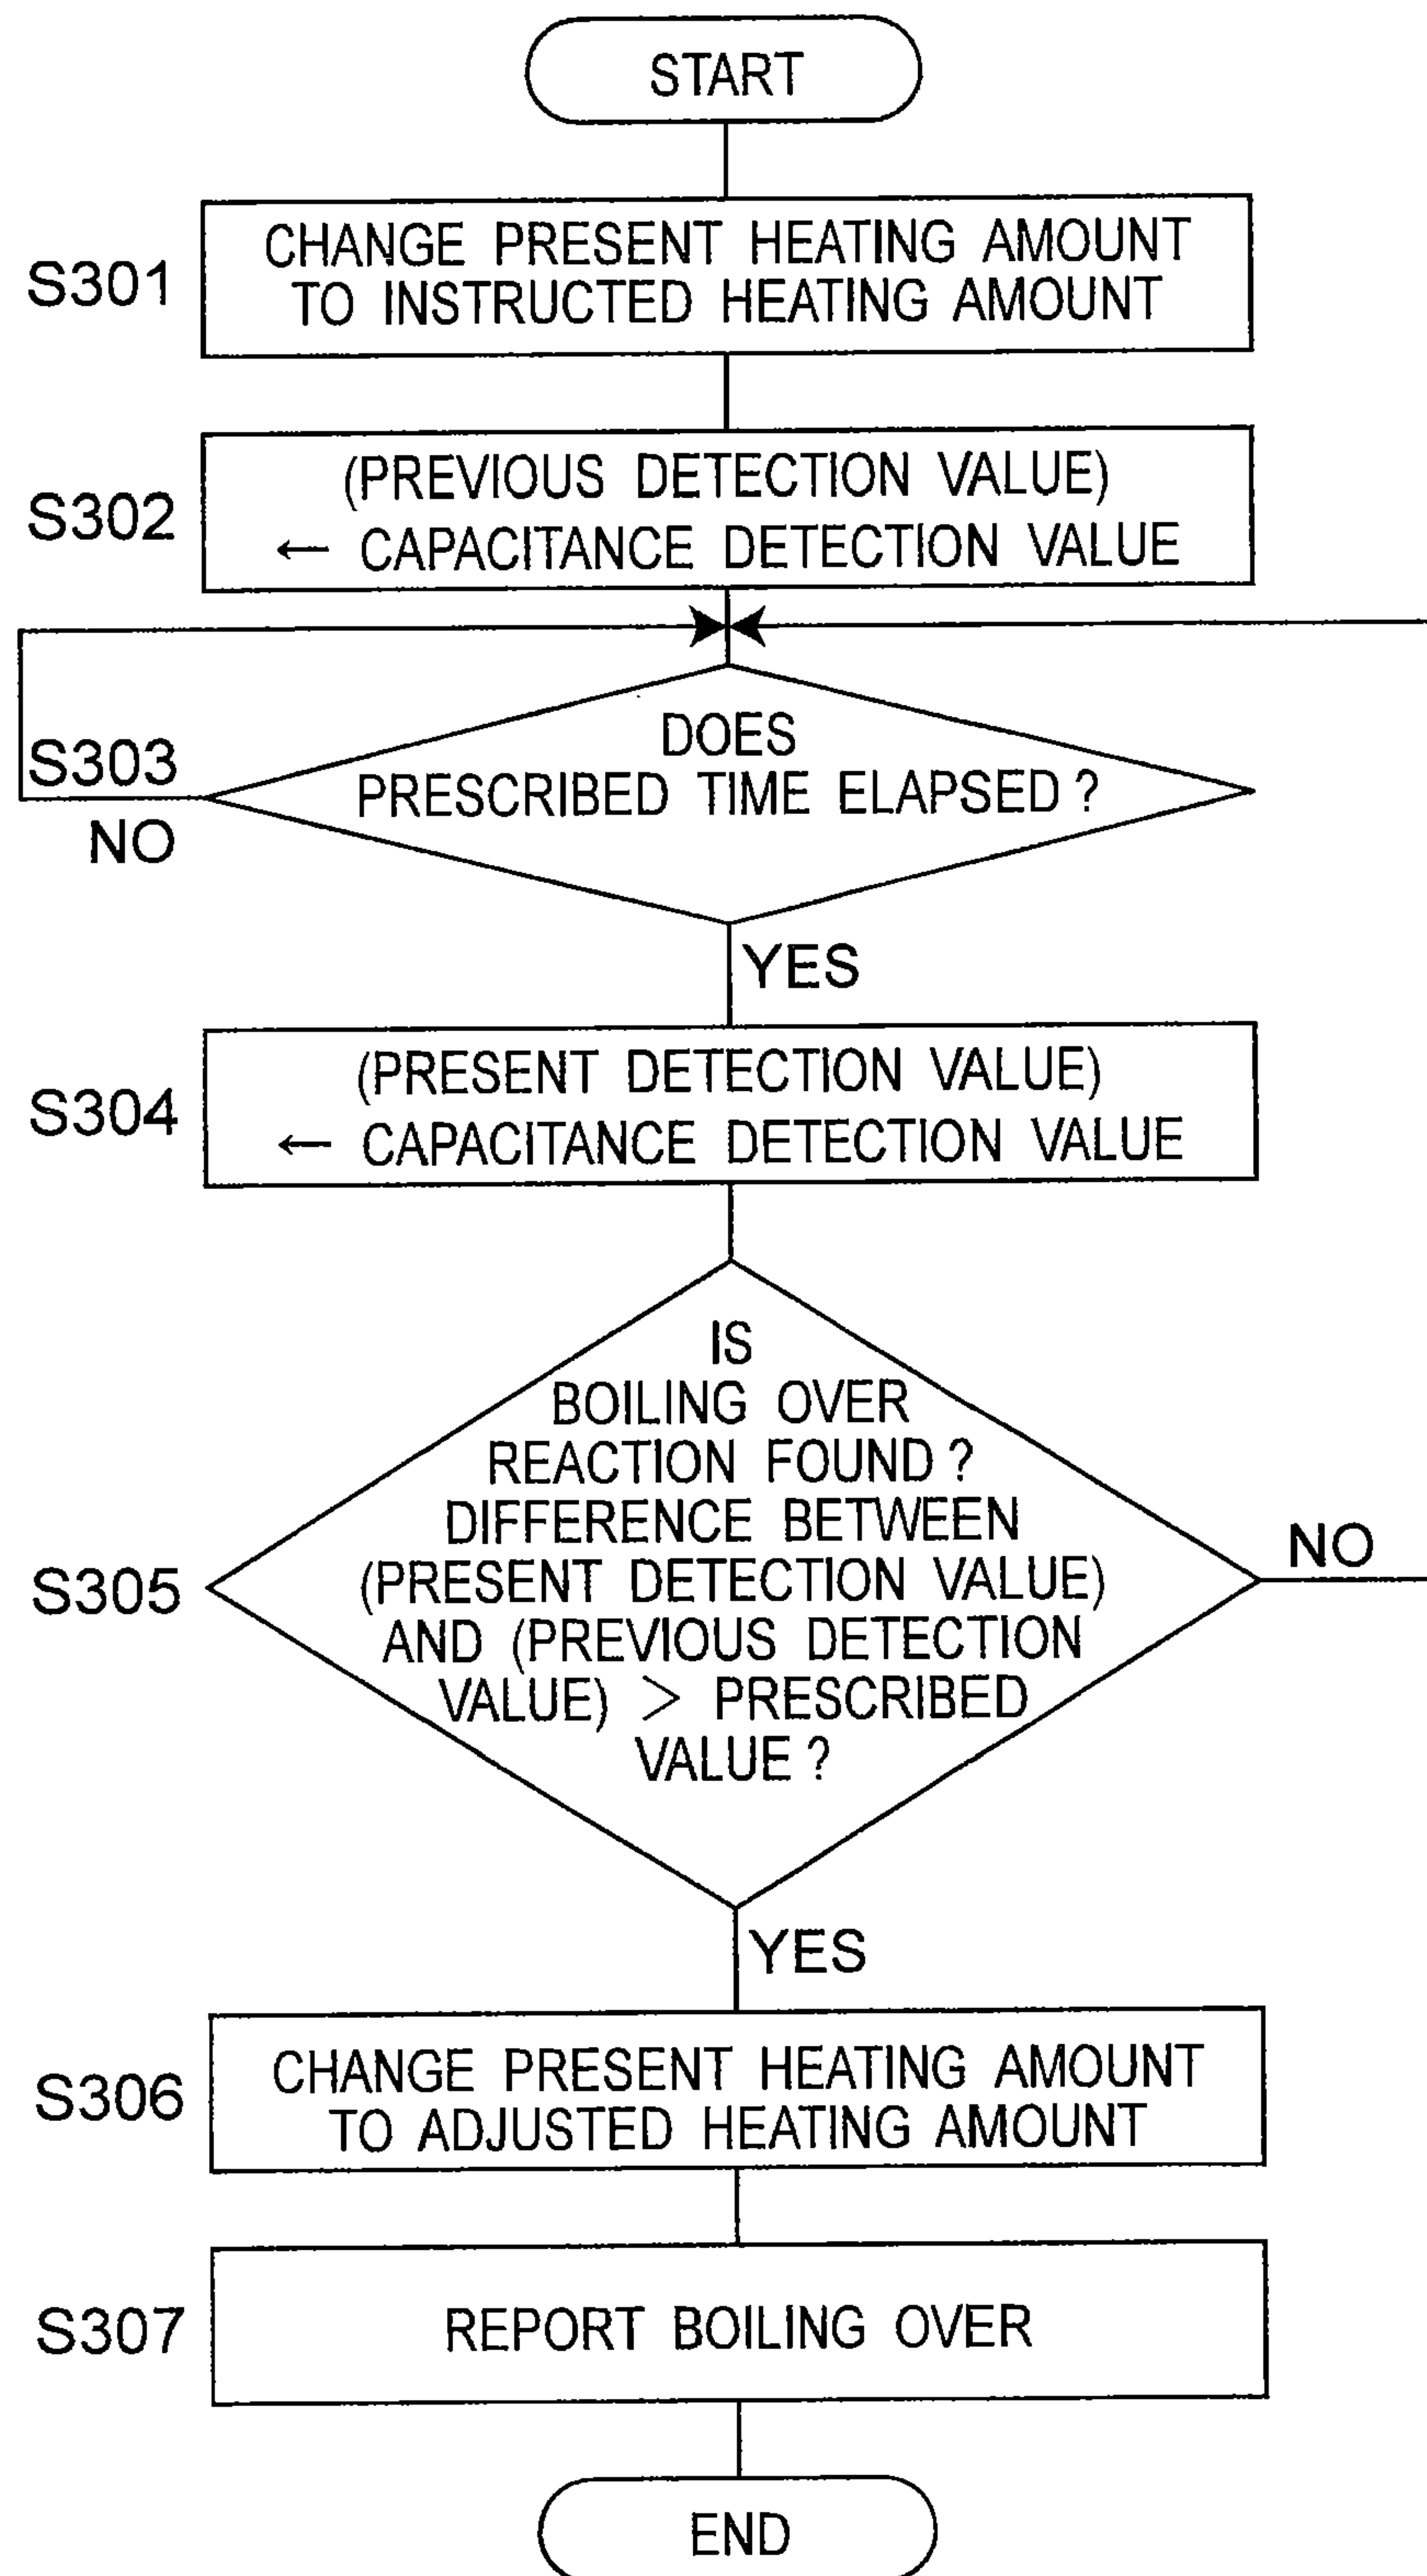 START
S301
CHANGE PRESENT HEATING AMOUNT
TO INSTRUCTED HEATING AMOUNT
S302
(PREVIOUS DETECTION VALUE)
← CAPACITANCE DETECTION VALUE
S303
NO
DOES
PRESCRIBED TIME ELAPSED ?
YES
S304
(PRESENT DETECTION VALUE)
← CAPACITANCE DETECTION VALUE
S305
IS
BOILING OVER
REACTION FOUND ?
DIFFERENCE BETWEEN
(PRESENT DETECTION VALUE)
AND (PREVIOUS DETECTION
VALUE) > PRESCRIBED
VALUE ?
NO
YES
S306
CHANGE PRESENT HEATING AMOUNT
TO ADJUSTED HEATING AMOUNT
S307
REPORT BOILING OVER
END